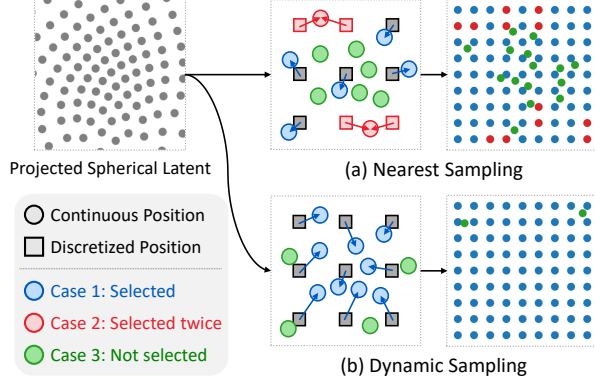 Projected Spherical Latent
(a) Nearest Sampling
Continuous Position
Discretized Position
Case 1: Selected
Case 2: Selected twice
Case 3: Not selected
(b) Dynamic Sampling